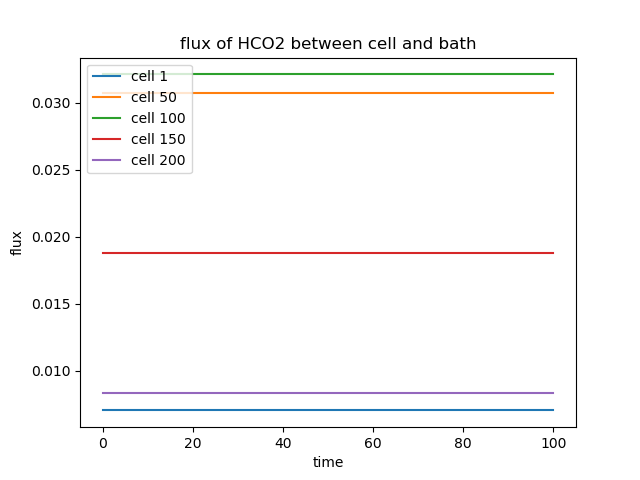 flux of HCO2 between cell and bath
cell 1
cell 50
cell 100
cell 150
cell 200
0.030
0.025
0.020
0.015
0.010
flux
0 20 40 60 80 100
time